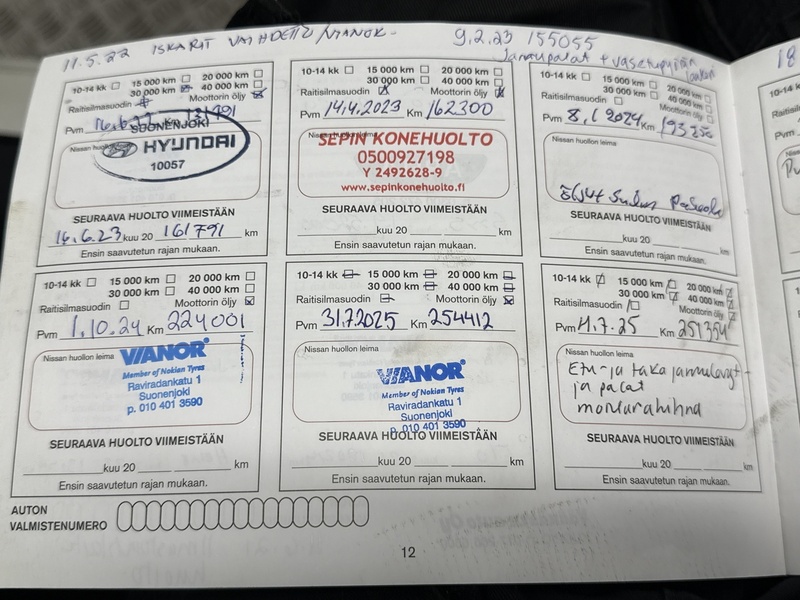 11.5.22 ISKARIT VAIHDETTU/VIANOR-
9.2.23 155055
Jarrupalat + vasetupyörän
laakeri
18
10-14 kk 15 000 km 20 000 km
30 000 km 40 000 km
Raitisilmasuodin Moottorin öljy
Pvm 16.6.22 Km 131791
Nissan huollon leima
SUONENJOKI
HYUNDAI
10057
SEURAAVA HUOLTO VIIMEISTÄÄN
16.6.23 kuu 20 161791 km
Ensin saavutetun rajan mukaan.
10-14 kk 15 000 km 20 000 km
30 000 km 40 000 km
Raitisilmasuodin Moottorin öljy
Pvm 14.4.2023 Km 162300
Nissan huollon leima
SEPIN KONEHUOLTO
0500927198
Y 2492628-9
www.sepinkonehuolto.fi
SEURAAVA HUOLTO VIIMEISTÄÄN
kuu 20 km
Ensin saavutetun rajan mukaan.
10-14 kk 15 000 km 20 000 km
30 000 km 40 000 km
Raitisilmasuodin Moottorin öljy
Pvm 8.1.2024 Km 193256
Nissan huollon leima
SEURAAVA HUOLTO VIIMEISTÄÄN
kuu 20 km
Ensin saavutetun rajan mukaan.
10-14 kk 15 000 km 20 000 km
30 000 km 40 000 km
Raitisilmasuodin Moottorin öljy
Pvm 1.10.24 Km 224001
Nissan huollon leima
VIANOR
Member of Nokian Tyres
Raviradankatu 1
Suonenjoki
p. 010 401 3590
SEURAAVA HUOLTO VIIMEISTÄÄN
kuu 20 km
Ensin saavutetun rajan mukaan.
10-14 kk 15 000 km 20 000 km
30 000 km 40 000 km
Raitisilmasuodin Moottorin öljy
Pvm 31.7.2025 Km 254412
Nissan huollon leima
VIANOR
Member of Nokian Tyres
Raviradankatu 1
Suonenjoki
p. 010 401 3590
SEURAAVA HUOLTO VIIMEISTÄÄN
kuu 20 km
Ensin saavutetun rajan mukaan.
10-14 kk 15 000 km 20 000 km
30 000 km 40 000 km
Raitisilmasuodin Moottorin öljy
Pvm 4.7.25 Km 251354
Nissan huollon leima
Etu- ja taka jarrulevyt
ja palat
SEURAAVA HUOLTO VIIMEISTÄÄN
kuu 20 km
Ensin saavutetun rajan mukaan.
AUTON
VALMISTENUMERO
12